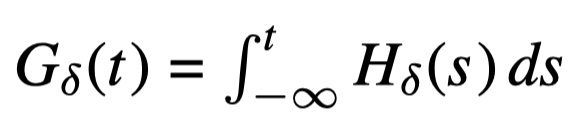 G_δ(t) = ∫_{-∞}^{t} H_δ(s) ds